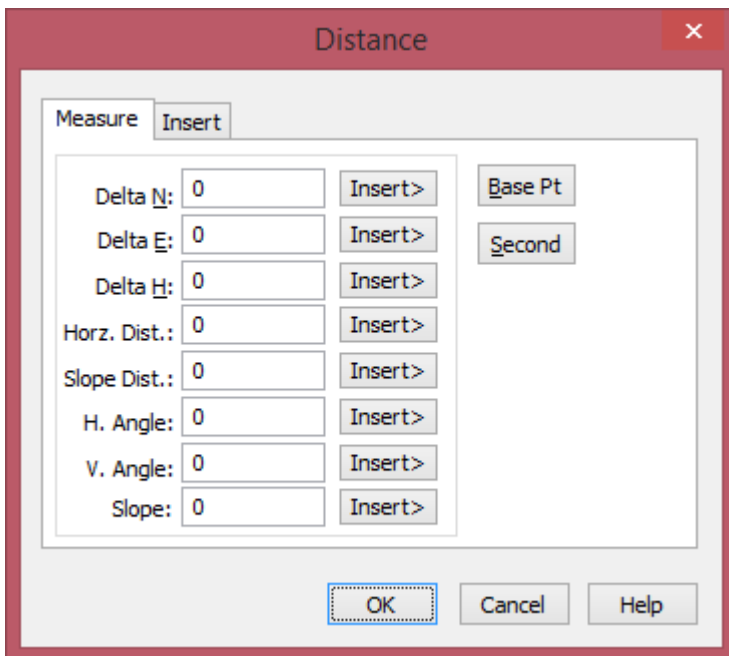 Distance
Measure Insert
Delta N: 0 Insert> Base Pt
Delta E: 0 Insert> Second
Delta H: 0 Insert>
Horz. Dist.: 0 Insert>
Slope Dist.: 0 Insert>
H. Angle: 0 Insert>
V. Angle: 0 Insert>
Slope: 0 Insert>
OK Cancel Help